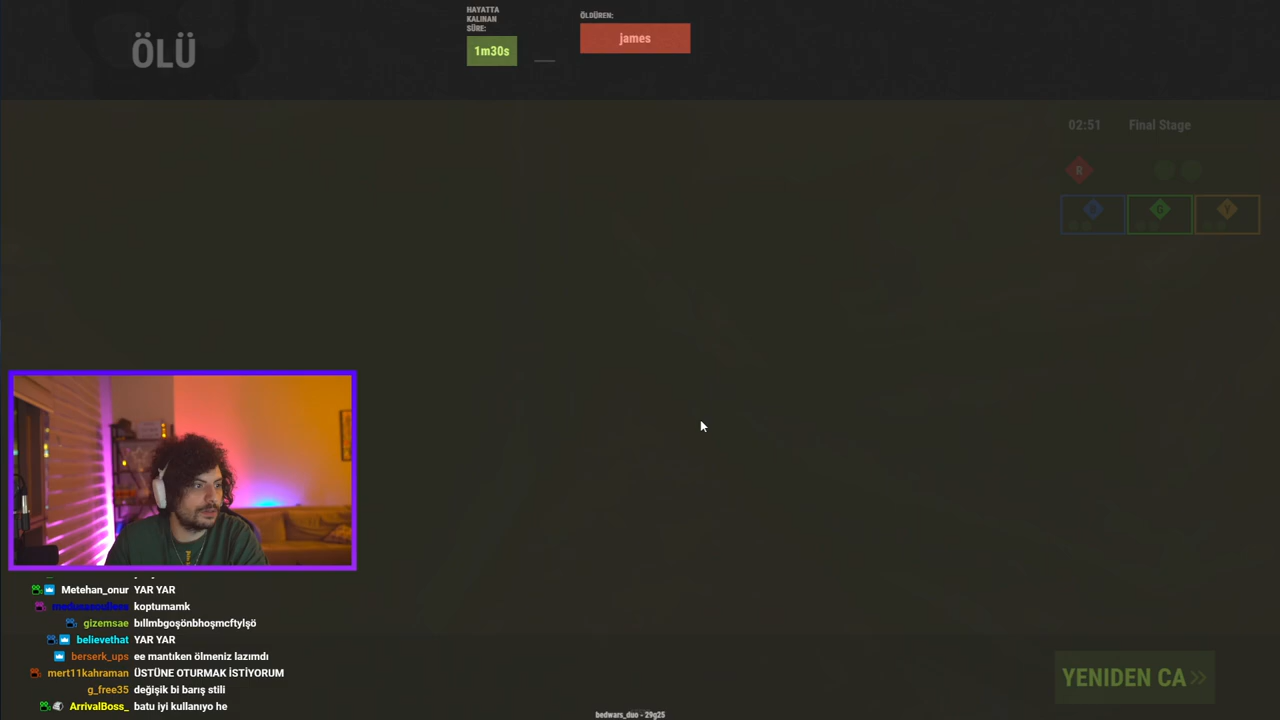 ÖLÜ
HAYATTA
KALINAN
SÜRE:
1m30s
ÖLDÜREN:
james
02:51 Final Stage
R
B G Y
Metehan_onur YAR YAR
koptumamk
gizemsae bıllmbgoşönbhoşmcftylşö
believethat YAR YAR
berserk_ups ee mantıken ölmeniz lazımdı
mert11kahraman ÜSTÜNE OTURMAK İSTİYORUM
g_free35 değişik bi barış stili
ArrivalBoss_ batu iyi kullanıyo he
YENİDEN CA
bedwars_duo - 29g25